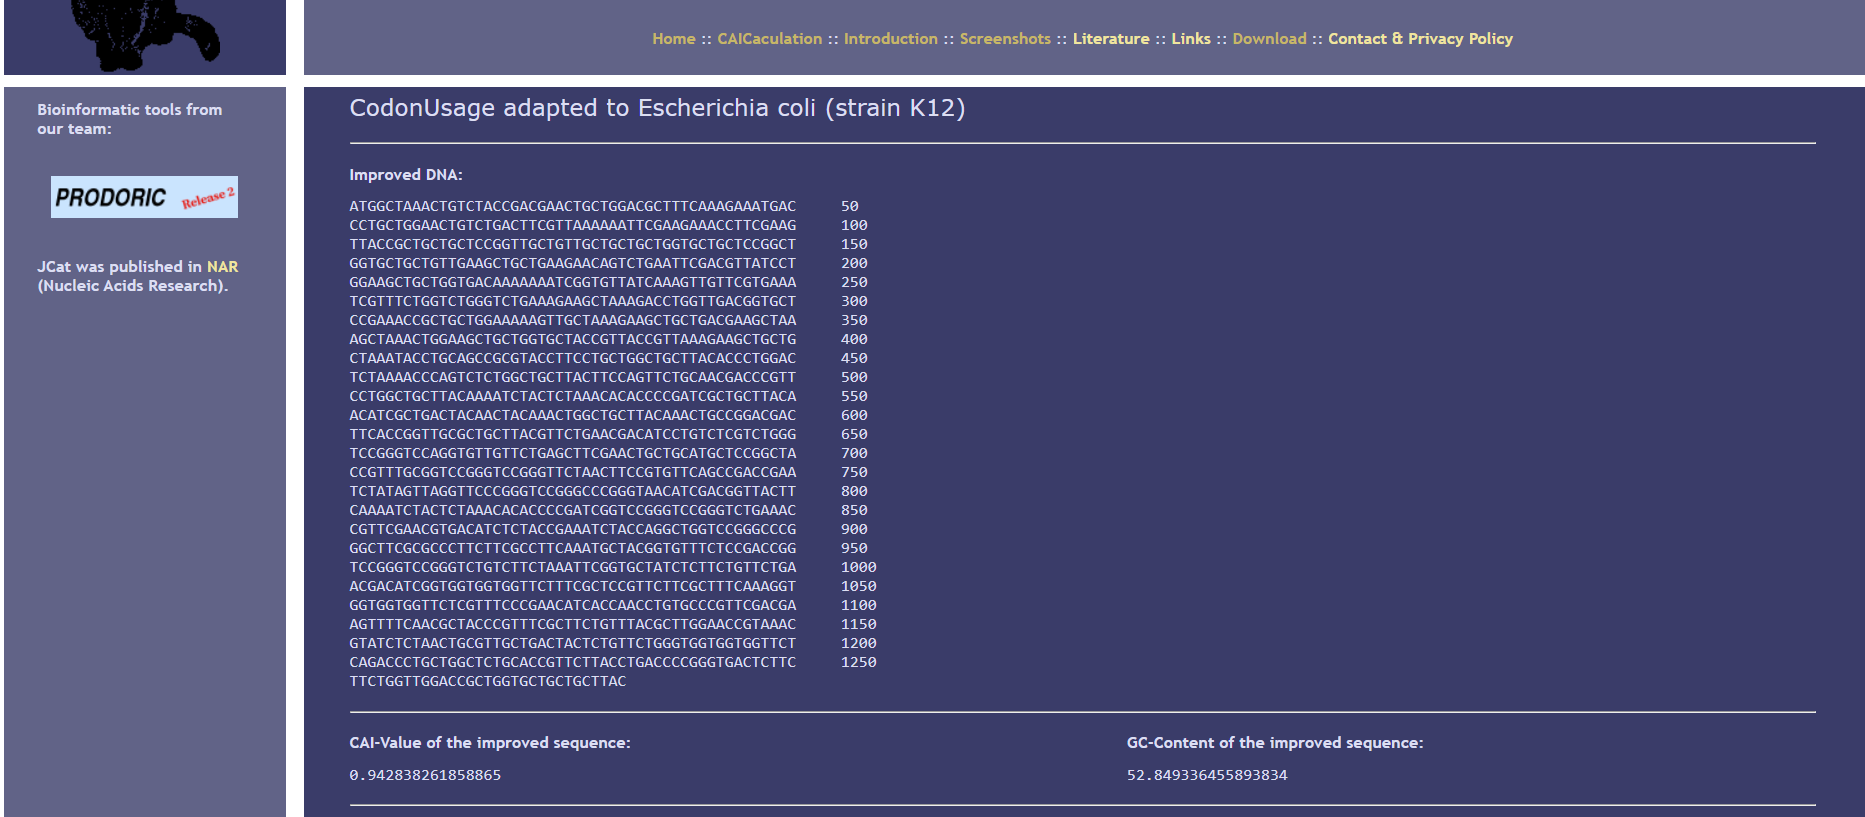 Home :: CAICaculation :: Introduction :: Screenshots :: Literature :: Links :: Download :: Contact & Privacy Policy
Bioinformatic tools from
our team:
PRODORIC Release 2
JCat was published in NAR
(Nucleic Acids Research).
CodonUsage adapted to Escherichia coli (strain K12)
Improved DNA:
ATGGCTAAACTGTCTACCGACGAACTGCTGGACGCTTTCAAAGAAATGAC 50
CCTGCTGGAACTGTCTGACTTCGTTAAAAAATTCGAAGAAACCTTCGAAG 100
TTACCGCTGCTGCTCCGGTTGCTGTTGCTGCTGCTGGTGCTGCTCCGGCT 150
GGTGCTGCTGTTGAAGCTGCTGAAGAACAGTCTGAATTCGACGTTATCCT 200
GGAAGCTGCTGGTGACAAAAAAATCGGTGTTATCAAAGTTGTTCGTGAAA 250
TCGTTTCTGGTCTGGGTCTGAAAGAAGCTAAAGACCTGGTTGACGGTGCT 300
CCGAAACCGCTGCTGGAAAAAGTTGCTAAAGAAGCTGCTGACGAAGCTAA 350
AGCTAAACTGGAAGCTGCTGGTGCTACCGTTACCGTTAAAGAAGCTGCTG 400
CTAAATACCTGCAGCCGCGTACCTTCCTGCTGGCTGCTTACACCCTGGAC 450
TCTAAAACCCAGTCTCTGGCTGCTTACTTCCAGTTCTGCAACGACCCGTT 500
CCTGGCTGCTTACAAAATCTACTCTAAACACACCCCGATCGCTGCTTACA 550
ACATCGCTGACTACAACTACAAACTGGCTGCTTACAAACTGCCGGACGAC 600
TTCACCGGTTGCGCTGCTTACGTTCTGAACGACATCCTGTCTCGTCTGGG 650
TCCGGGTCCAGGTGTTGTTCTGAGCTTCGAACTGCTGCATGCTCCGGCTA 700
CCGTTTGCGGTCCGGGTCCGGGTTCTAACTTCCGTGTTCAGCCGACCGAA 750
TCTATAGTTAGGTTCCCGGGTCCGGGCCCGGGTAACATCGACGGTTACTT 800
CAAAATCTACTCTAAACACACCCCGATCGGTCCGGGTCCGGGTCTGAAAC 850
CGTTCGAACGTGACATCTCTACCGAAATCTACCAGGCTGGTCCGGGCCCG 900
GGCTTCGCGCCCTTCTTCGCCTTCAAATGCTACGGTGTTTCTCCGACCGG 950
TCCGGGTCCGGGTCTGTCTTCTAAATTCGGTGCTATCTCTTCTGTTCTGA 1000
ACGACATCGGTGGTGGTGGTTCTTTCGCTCCGTTCTTCGCTTTCAAAGGT 1050
GGTGGTGGTTCTCGTTTCCCGAACATCACCAACCTGTGCCCGTTCGACGA 1100
AGTTTTCAACGCTACCCGTTTCGCTTCTGTTTACGCTTGGAACCGTAAAC 1150
GTATCTCTAACTGCGTTGCTGACTACTCTGTTCTGGGTGGTGGTGGTTCT 1200
CAGACCCTGCTGGCTCTGCACCGTTCTTACCTGACCCCGGGTGACTCTTC 1250
TTCTGGTTGGACCGCTGGTGCTGCTGCTTAC
CAI-Value of the improved sequence:
GC-Content of the improved sequence:
0.942838261858865
52.849336455893834